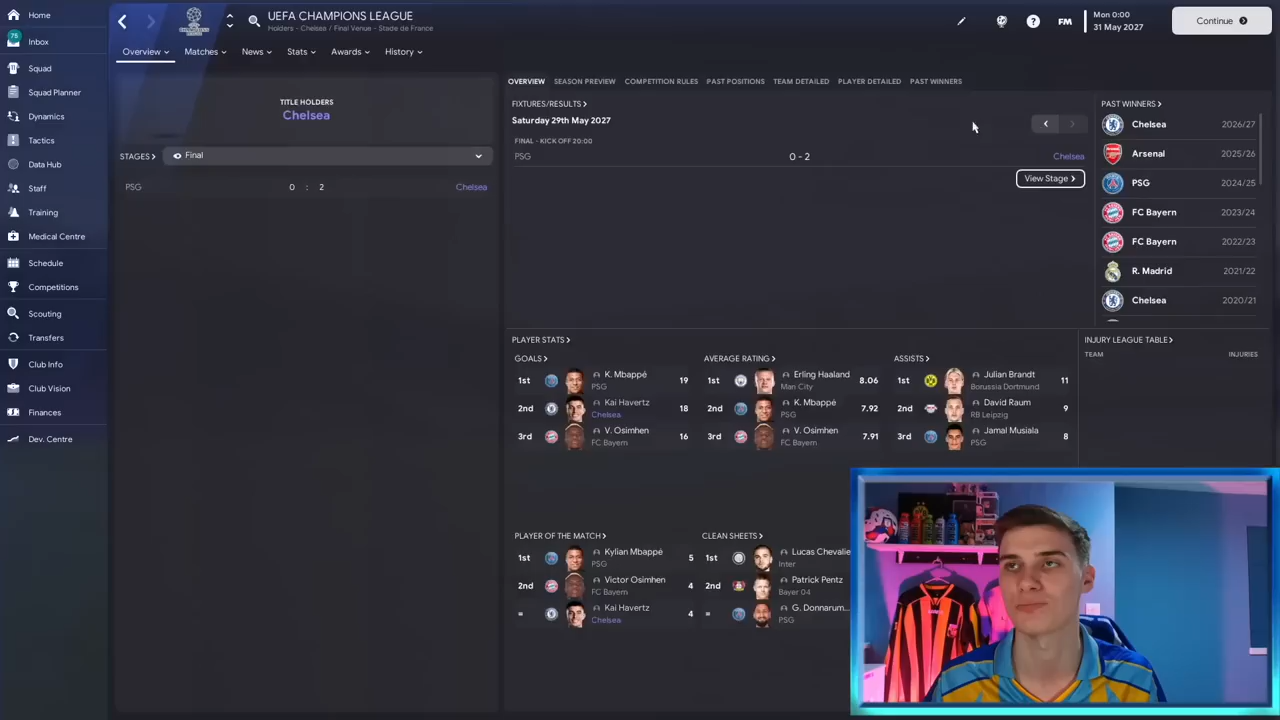 Home
75
Inbox
Squad
Squad Planner
Dynamics
Tactics
Data Hub
Staff
Training
Medical Centre
Schedule
Competitions
Scouting
Transfers
Club Info
Club Vision
Finances
Dev. Centre
UEFA CHAMPIONS LEAGUE
Holders - Chelsea / Final Venue - Stade de France
?
FM
Mon 0:00
31 May 2027
Continue
Overview
Matches
News
Stats
Awards
History
TITLE HOLDERS
Chelsea
STAGES
Final
PSG 0 : 2 Chelsea
OVERVIEW
SEASON PREVIEW
COMPETITION RULES
PAST POSITIONS
TEAM DETAILED
PLAYER DETAILED
PAST WINNERS
FIXTURES/RESULTS
Saturday 29th May 2027
FINAL - KICK OFF 20:00
PSG 0 - 2 Chelsea
View Stage
PAST WINNERS
Chelsea 2026/27
Arsenal 2025/26
PSG 2024/25
FC Bayern 2023/24
FC Bayern 2022/23
R. Madrid 2021/22
Chelsea 2020/21
PLAYER STATS
GOALS
1st K. Mbappé 19
PSG
2nd Kai Havertz 18
Chelsea
3rd V. Osimhen 16
FC Bayern
AVERAGE RATING
1st Erling Haaland 8.06
Man City
2nd K. Mbappé 7.92
PSG
3rd V. Osimhen 7.91
FC Bayern
ASSISTS
1st Julian Brandt 11
Borussia Dortmund
2nd David Raum 9
RB Leipzig
3rd Jamal Musiala 8
PSG
INJURY LEAGUE TABLE
TEAM INJURIES
PLAYER OF THE MATCH
1st Kylian Mbappé 5
PSG
2nd Victor Osimhen 4
FC Bayern
= Kai Havertz 4
Chelsea
CLEAN SHEETS
1st Lucas Chevalie
Inter
2nd Patrick Pentz
Bayer 04
= G. Donnarum...
PSG